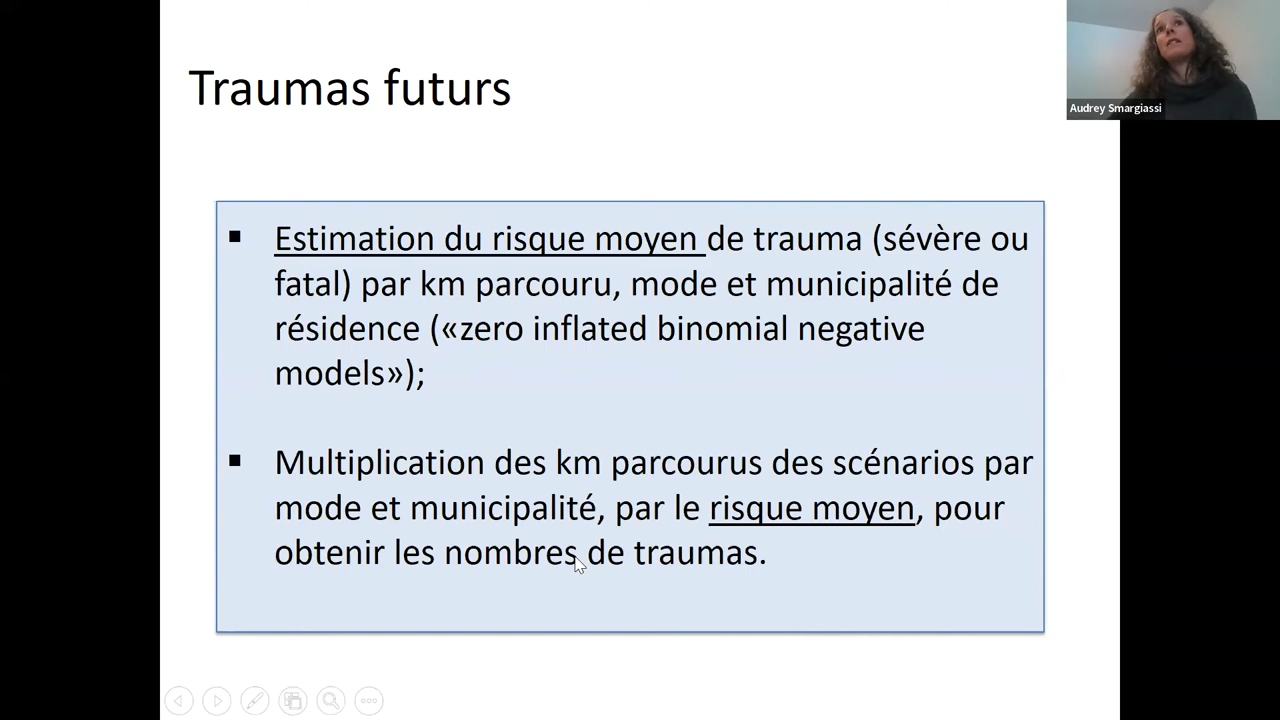 Traumas futurs
Audrey Smargiassi
▪ Estimation du risque moyen de trauma (sévère ou
fatal) par km parcouru, mode et municipalité de
résidence («zero inflated binomial negative
models»);
▪ Multiplication des km parcourus des scénarios par
mode et municipalité, par le risque moyen, pour
obtenir les nombres de traumas.